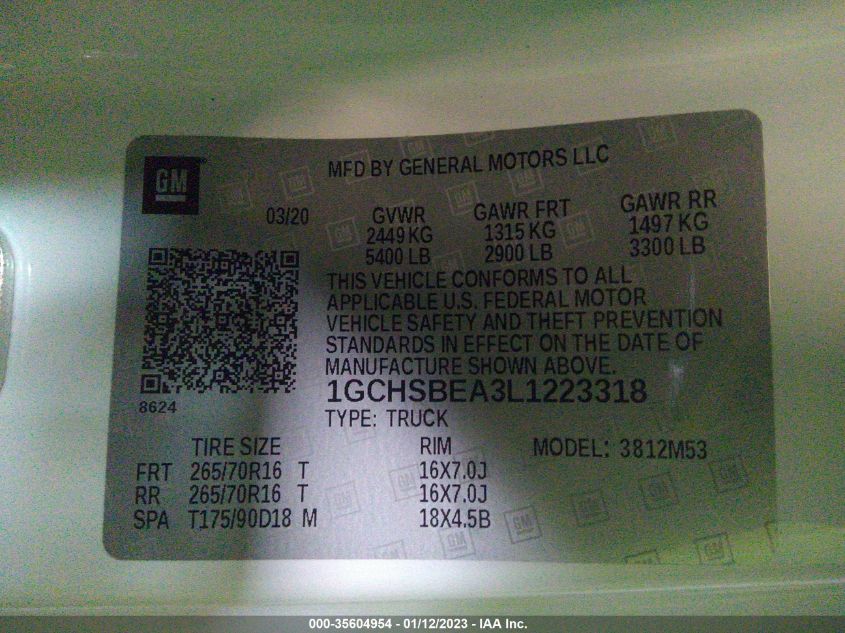 GM
MFD BY GENERAL MOTORS LLC
03/20 GVWR GAWR FRT GAWR RR
2449 KG 1315 KG 1497 KG
5400 LB 2900 LB 3300 LB
THIS VEHICLE CONFORMS TO ALL
APPLICABLE U.S. FEDERAL MOTOR
VEHICLE SAFETY AND THEFT PREVENTION
STANDARDS IN EFFECT ON THE DATE OF
MANUFACTURE SHOWN ABOVE.
1GCHSBEA3L1223318
8624
TYPE: TRUCK
TIRE SIZE RIM MODEL: 3812M53
FRT 265/70R16 T 16X7.0J
RR 265/70R16 T 16X7.0J
SPA T175/90D18 M 18X4.5B
000-35604954 - 01/12/2023 - IAA Inc.